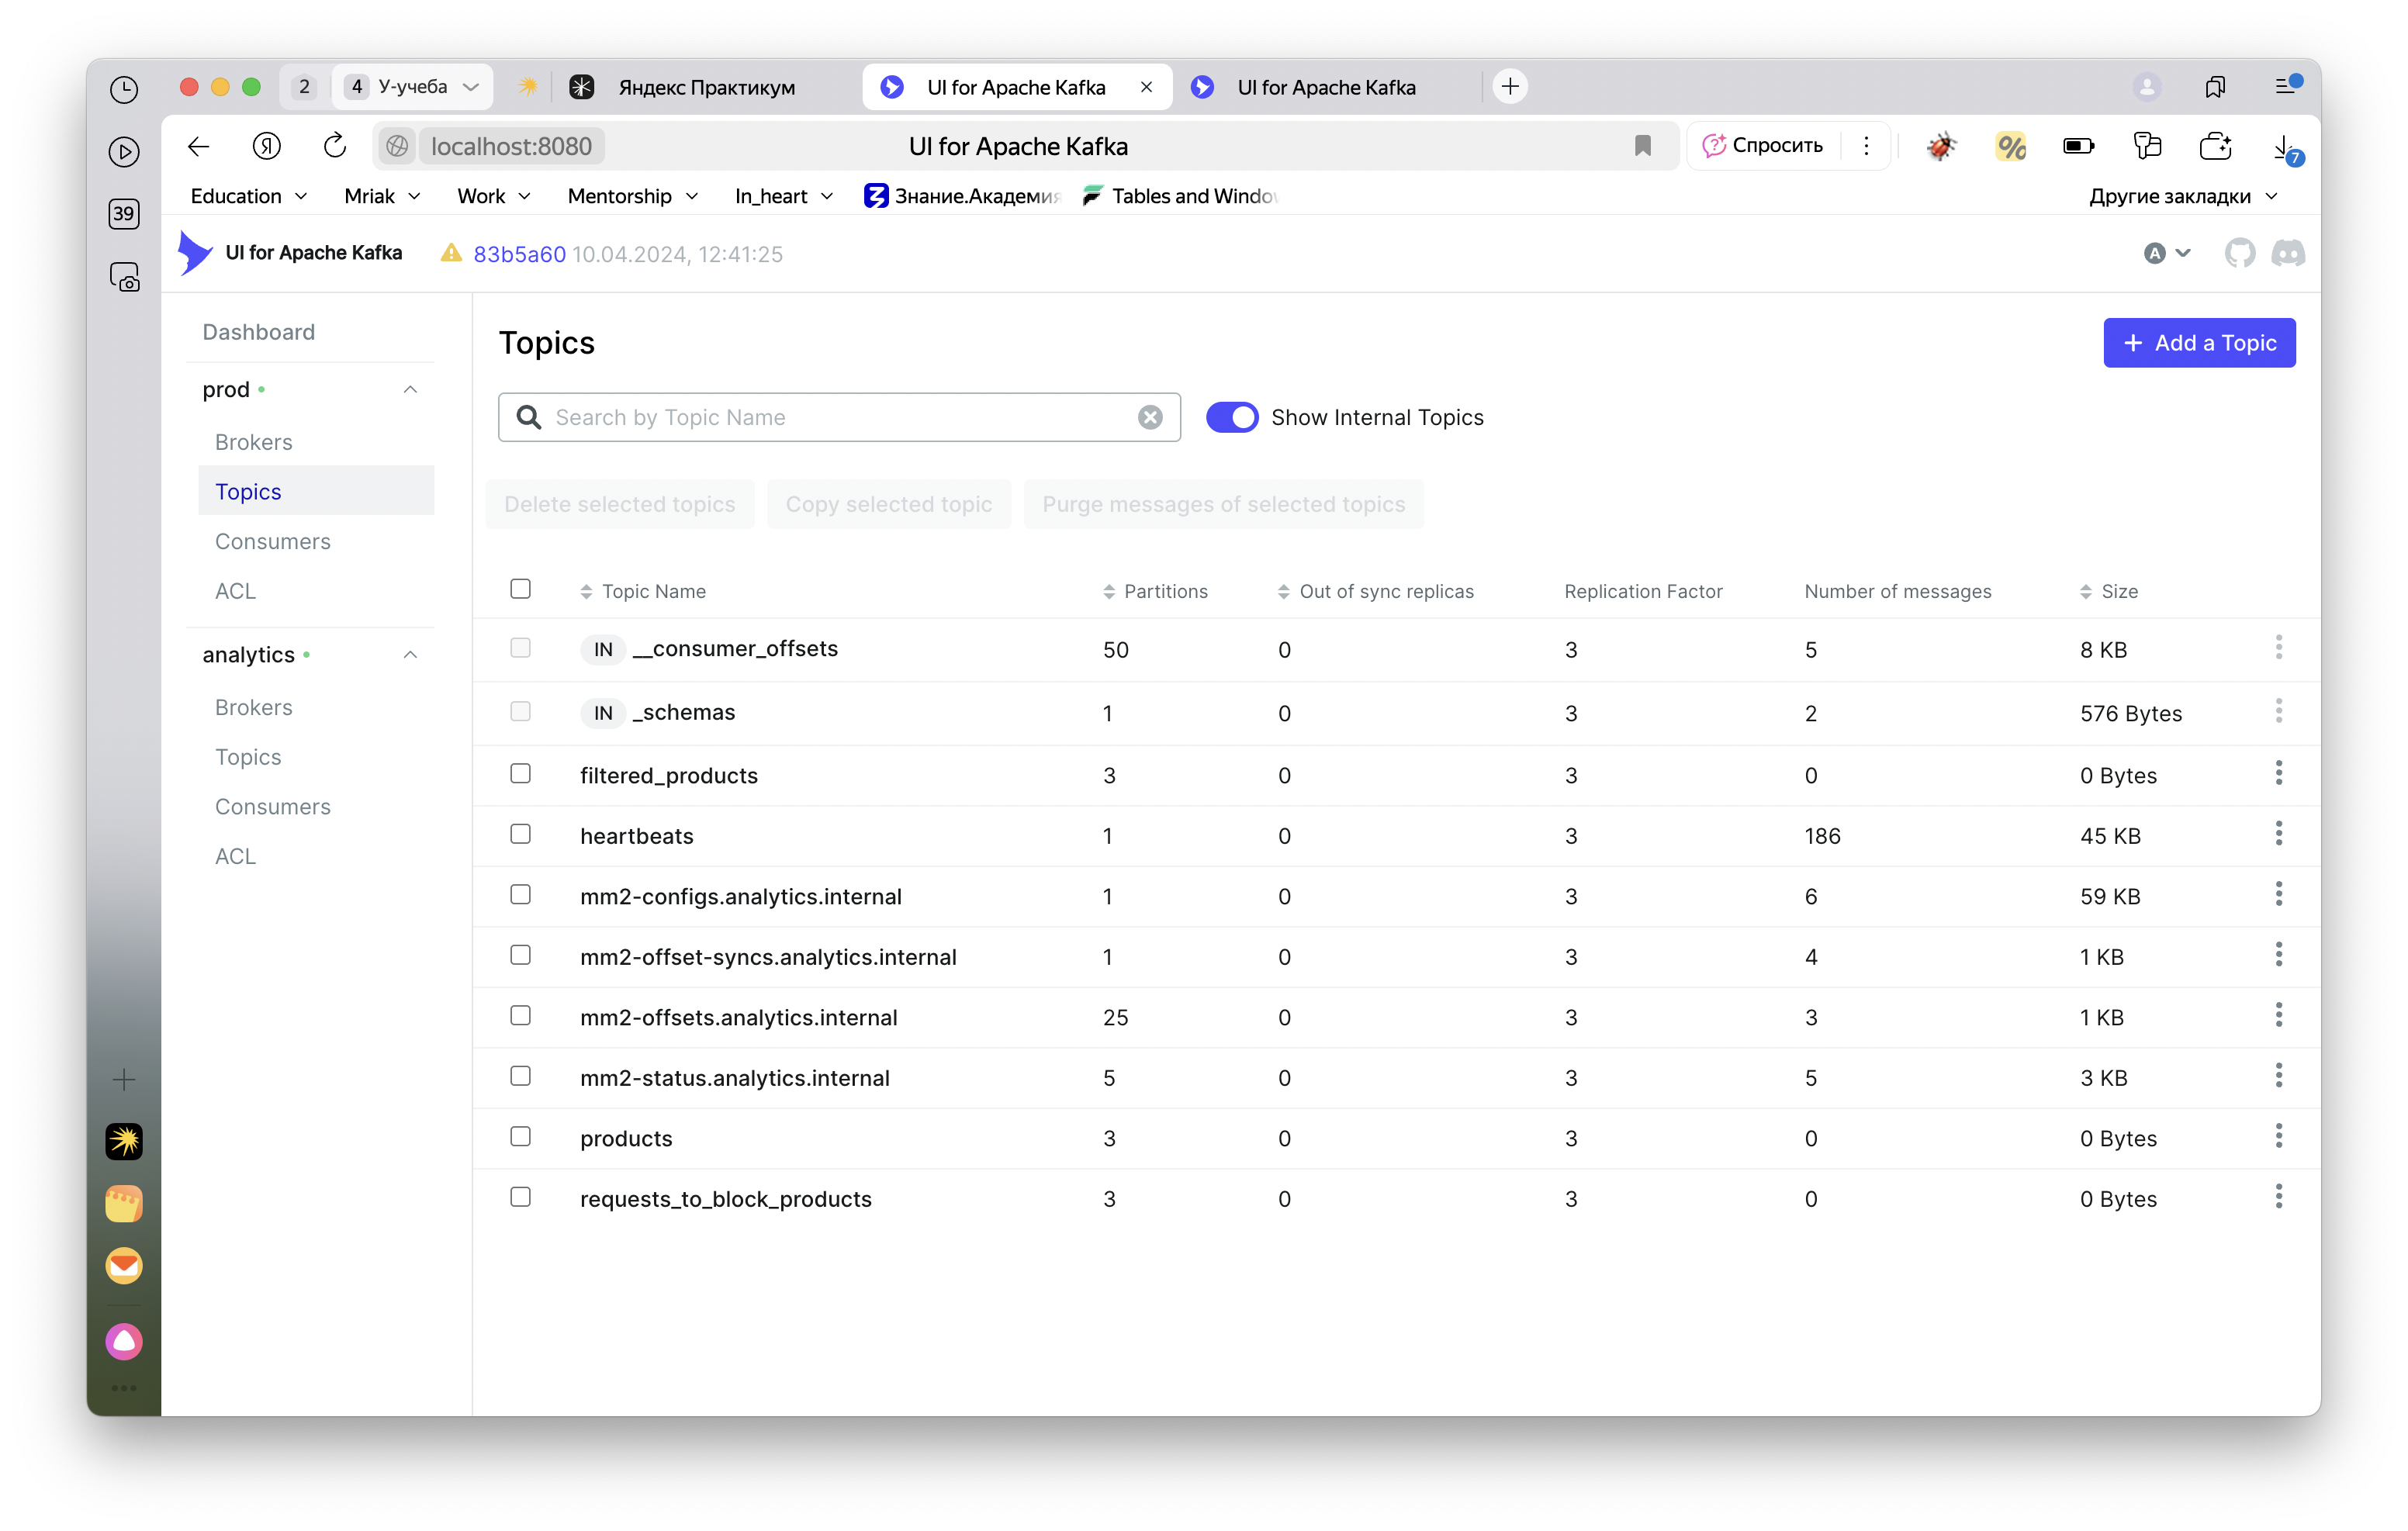 2 4 У-учеба Яндекс Практикум UI for Apache Kafka UI for Apache Kafka
localhost:8080 UI for Apache Kafka Спросить 7
Education Mriak Work Mentorship In_heart Знание.Академия Tables and Windo Другие закладки
39
UI for Apache Kafka 83b5a60 10.04.2024, 12:41:25 A
Dashboard
prod
Brokers
Topics
Consumers
ACL
analytics
Brokers
Topics
Consumers
ACL
Topics
+ Add a Topic
Search by Topic Name Show Internal Topics
Delete selected topics Copy selected topic Purge messages of selected topics
Topic Name Partitions Out of sync replicas Replication Factor Number of messages Size
IN __consumer_offsets 50 0 3 5 8 KB
IN _schemas 1 0 3 2 576 Bytes
filtered_products 3 0 3 0 0 Bytes
heartbeats 1 0 3 186 45 KB
mm2-configs.analytics.internal 1 0 3 6 59 KB
mm2-offset-syncs.analytics.internal 1 0 3 4 1 KB
mm2-offsets.analytics.internal 25 0 3 3 1 KB
mm2-status.analytics.internal 5 0 3 5 3 KB
products 3 0 3 0 0 Bytes
requests_to_block_products 3 0 3 0 0 Bytes